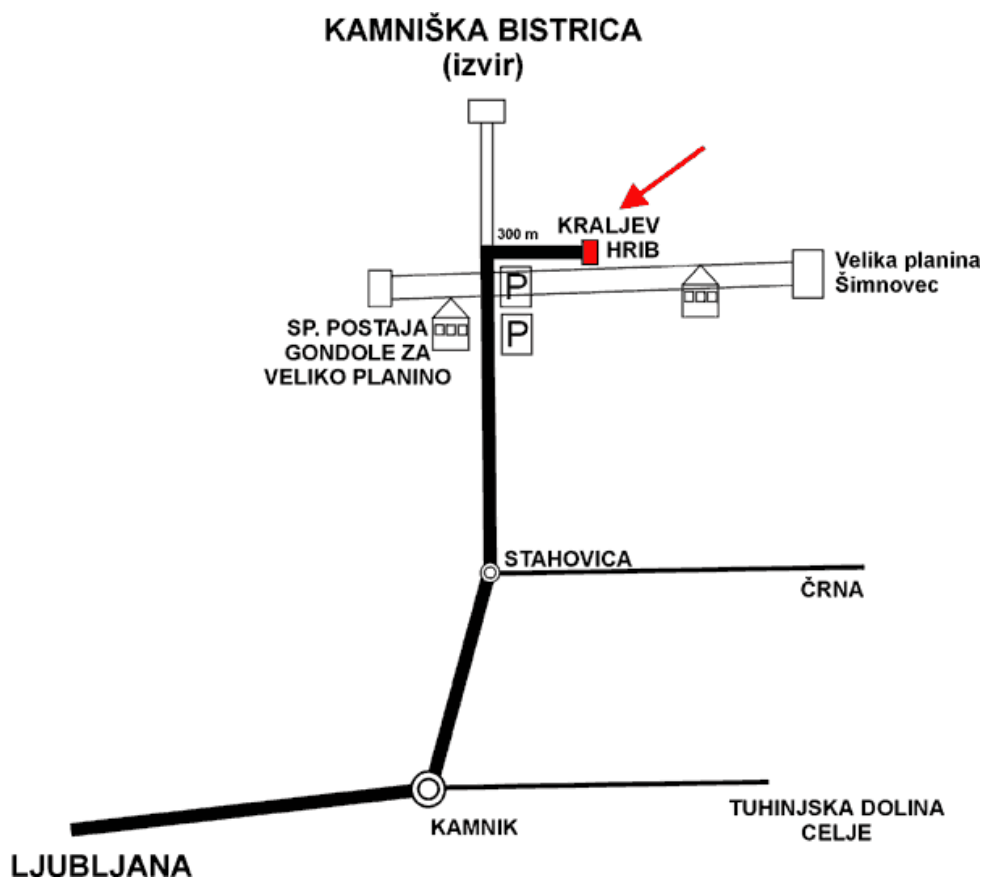 KAMNIŠKA BISTRICA
(izvir)
300 m
KRALJEV
HRIB
Velika planina
Šimnovec
P
P
SP. POSTAJA
GONDOLE ZA
VELIKO PLANINO
STAHOVICA
ČRNA
KAMNIK
TUHINJSKA DOLINA
CELJE
LJUBLJANA